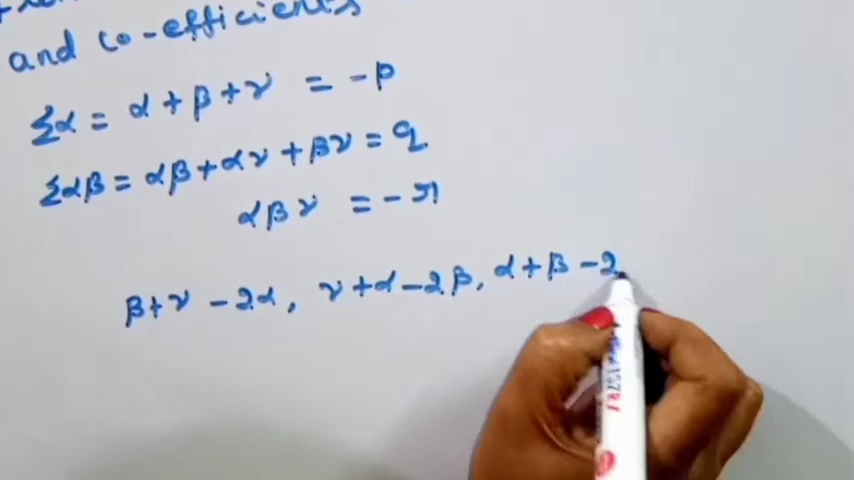 and co-efficients
Σα = α + β + γ = -p
Σαβ = αβ + αγ + βγ = q
αβγ = - r
β+γ - 2α, γ+α-2β, α+β -2